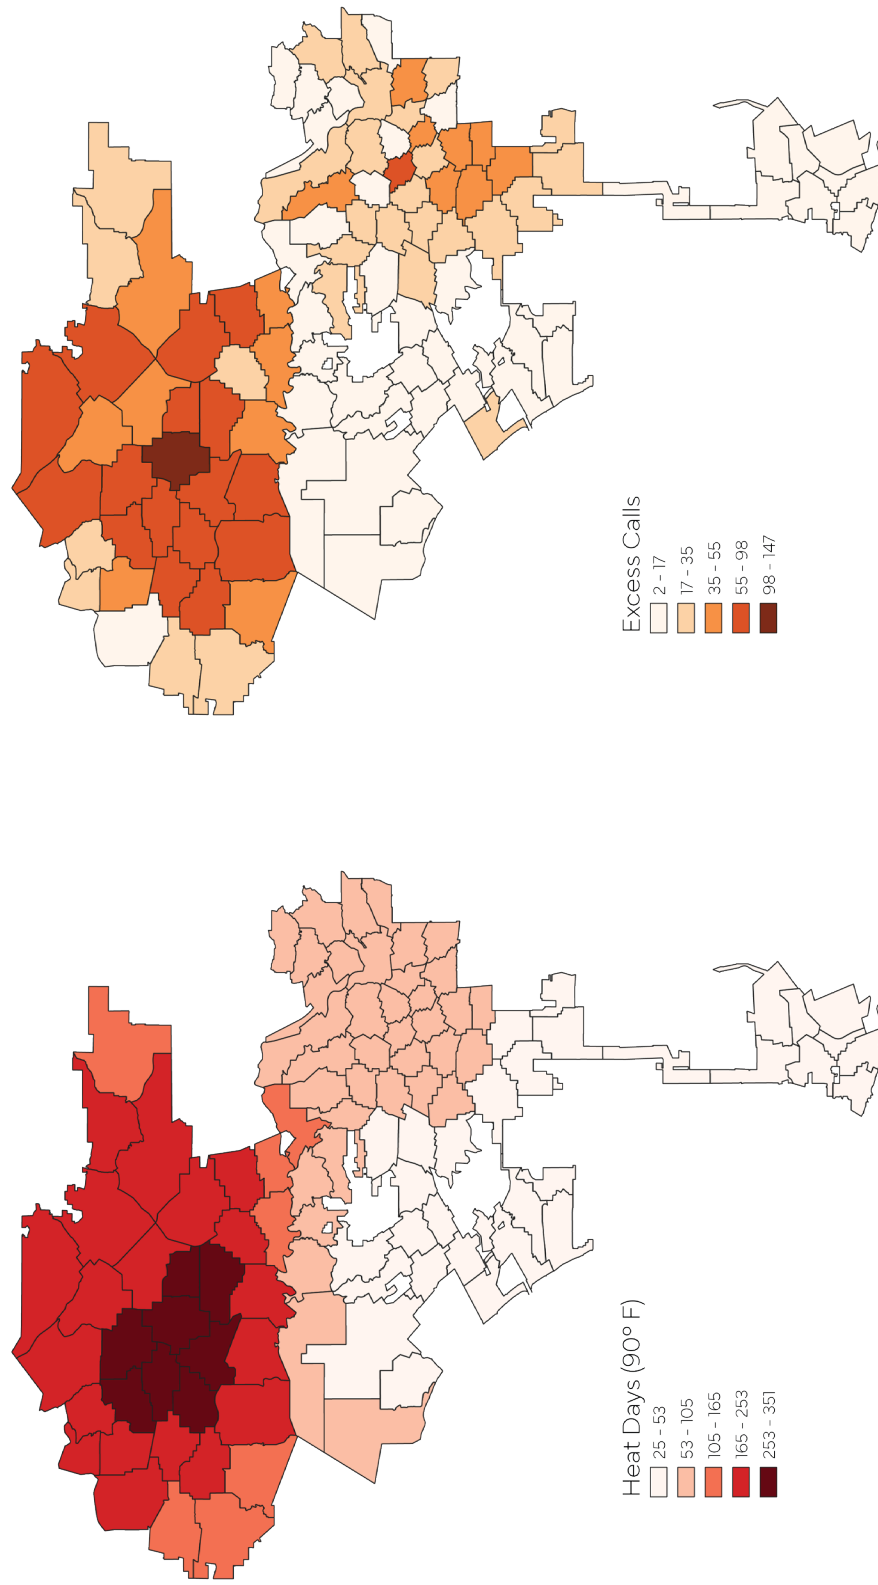 Heat Days (90° F)
25 - 53
53 - 105
105 - 165
165 - 253
253 - 351
Excess Calls
2 - 17
17 - 35
35 - 55
55 - 98
98 - 147